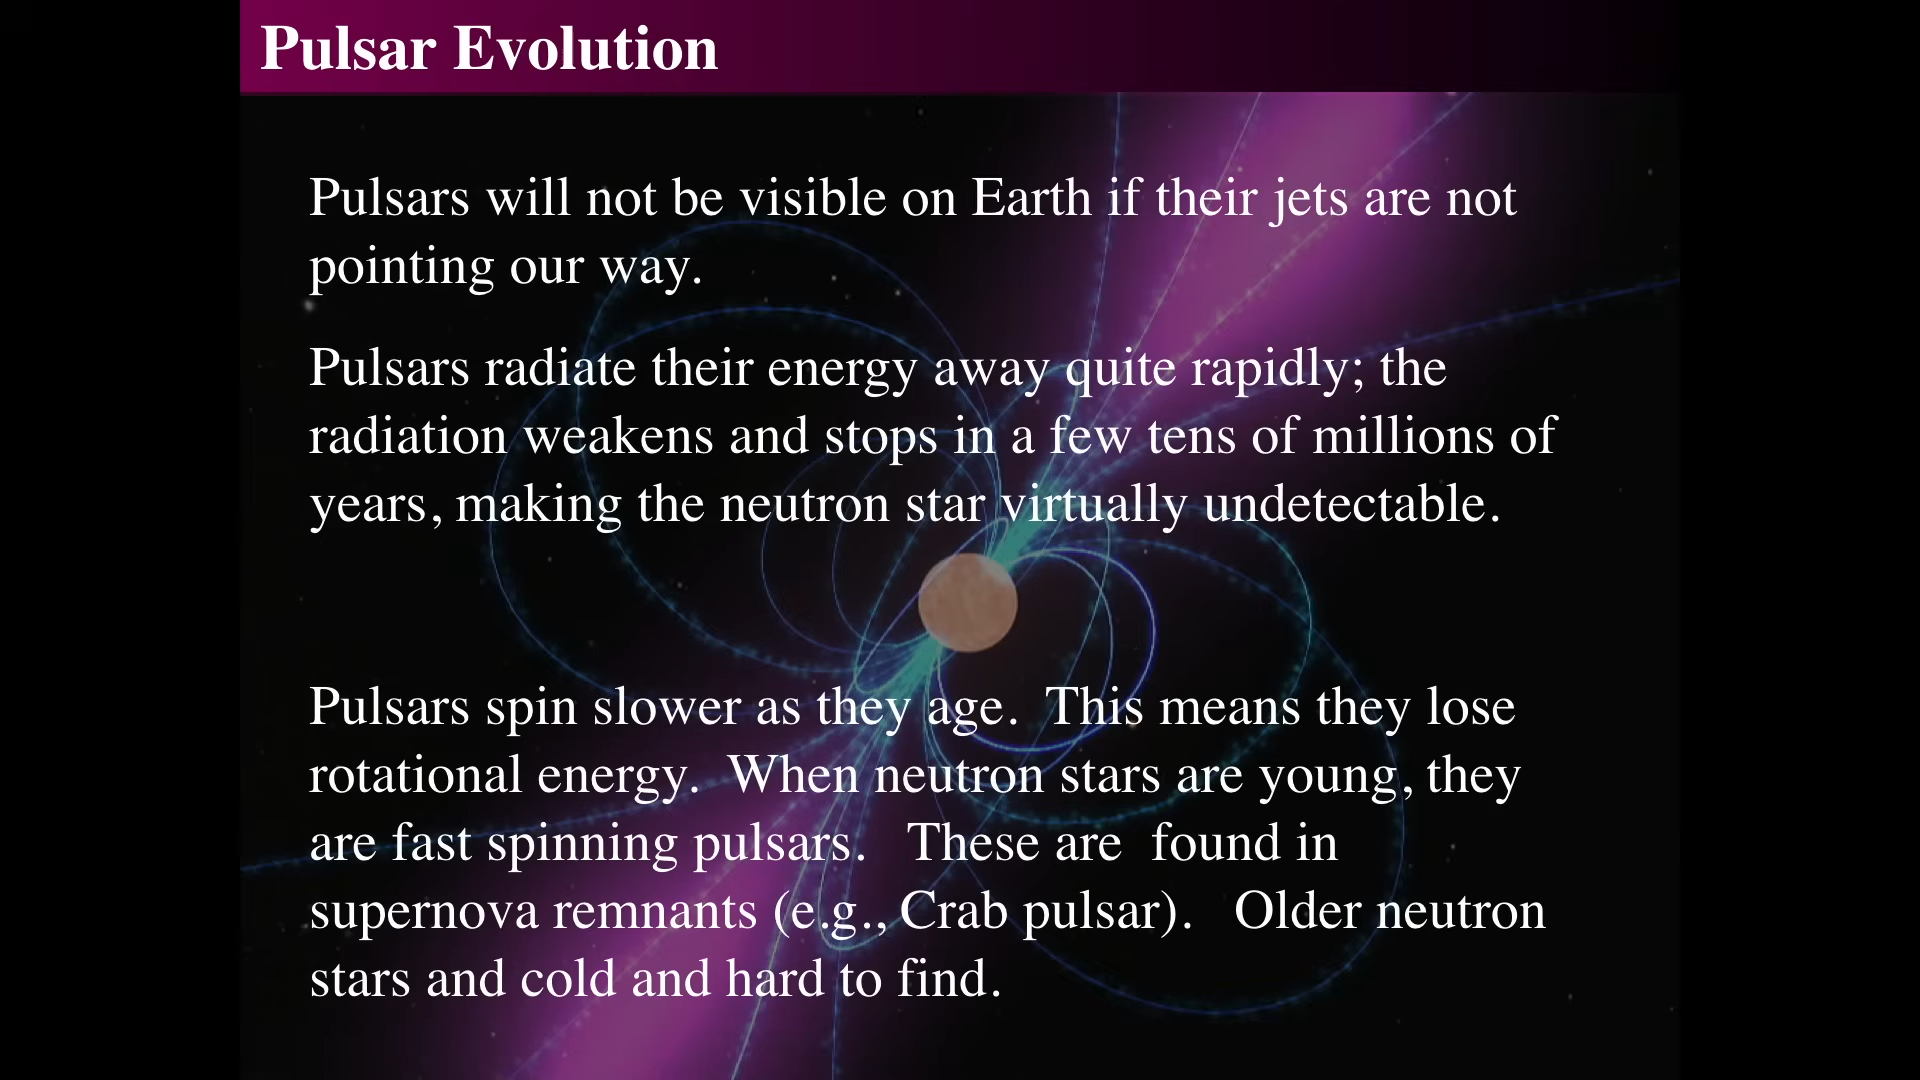 Pulsar Evolution
Pulsars will not be visible on Earth if their jets are not
pointing our way.
Pulsars radiate their energy away quite rapidly; the
radiation weakens and stops in a few tens of millions of
years, making the neutron star virtually undetectable.
Pulsars spin slower as they age.  This means they lose
rotational energy.  When neutron stars are young, they
are fast spinning pulsars.   These are  found in
supernova remnants (e.g., Crab pulsar).   Older neutron
stars and cold and hard to find.